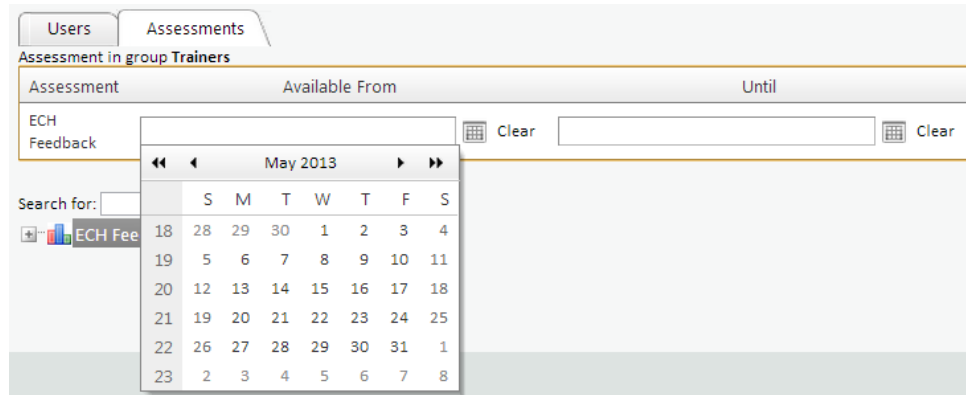 Users Assessments
Assessment in group Trainers
Assessment Available From Until
ECH
Feedback
Clear Clear
May 2013
S M T W T F S
18 28 29 30 1 2 3 4
19 5 6 7 8 9 10 11
20 12 13 14 15 16 17 18
21 19 20 21 22 23 24 25
22 26 27 28 29 30 31 1
23 2 3 4 5 6 7 8
Search for:
ECH Fee